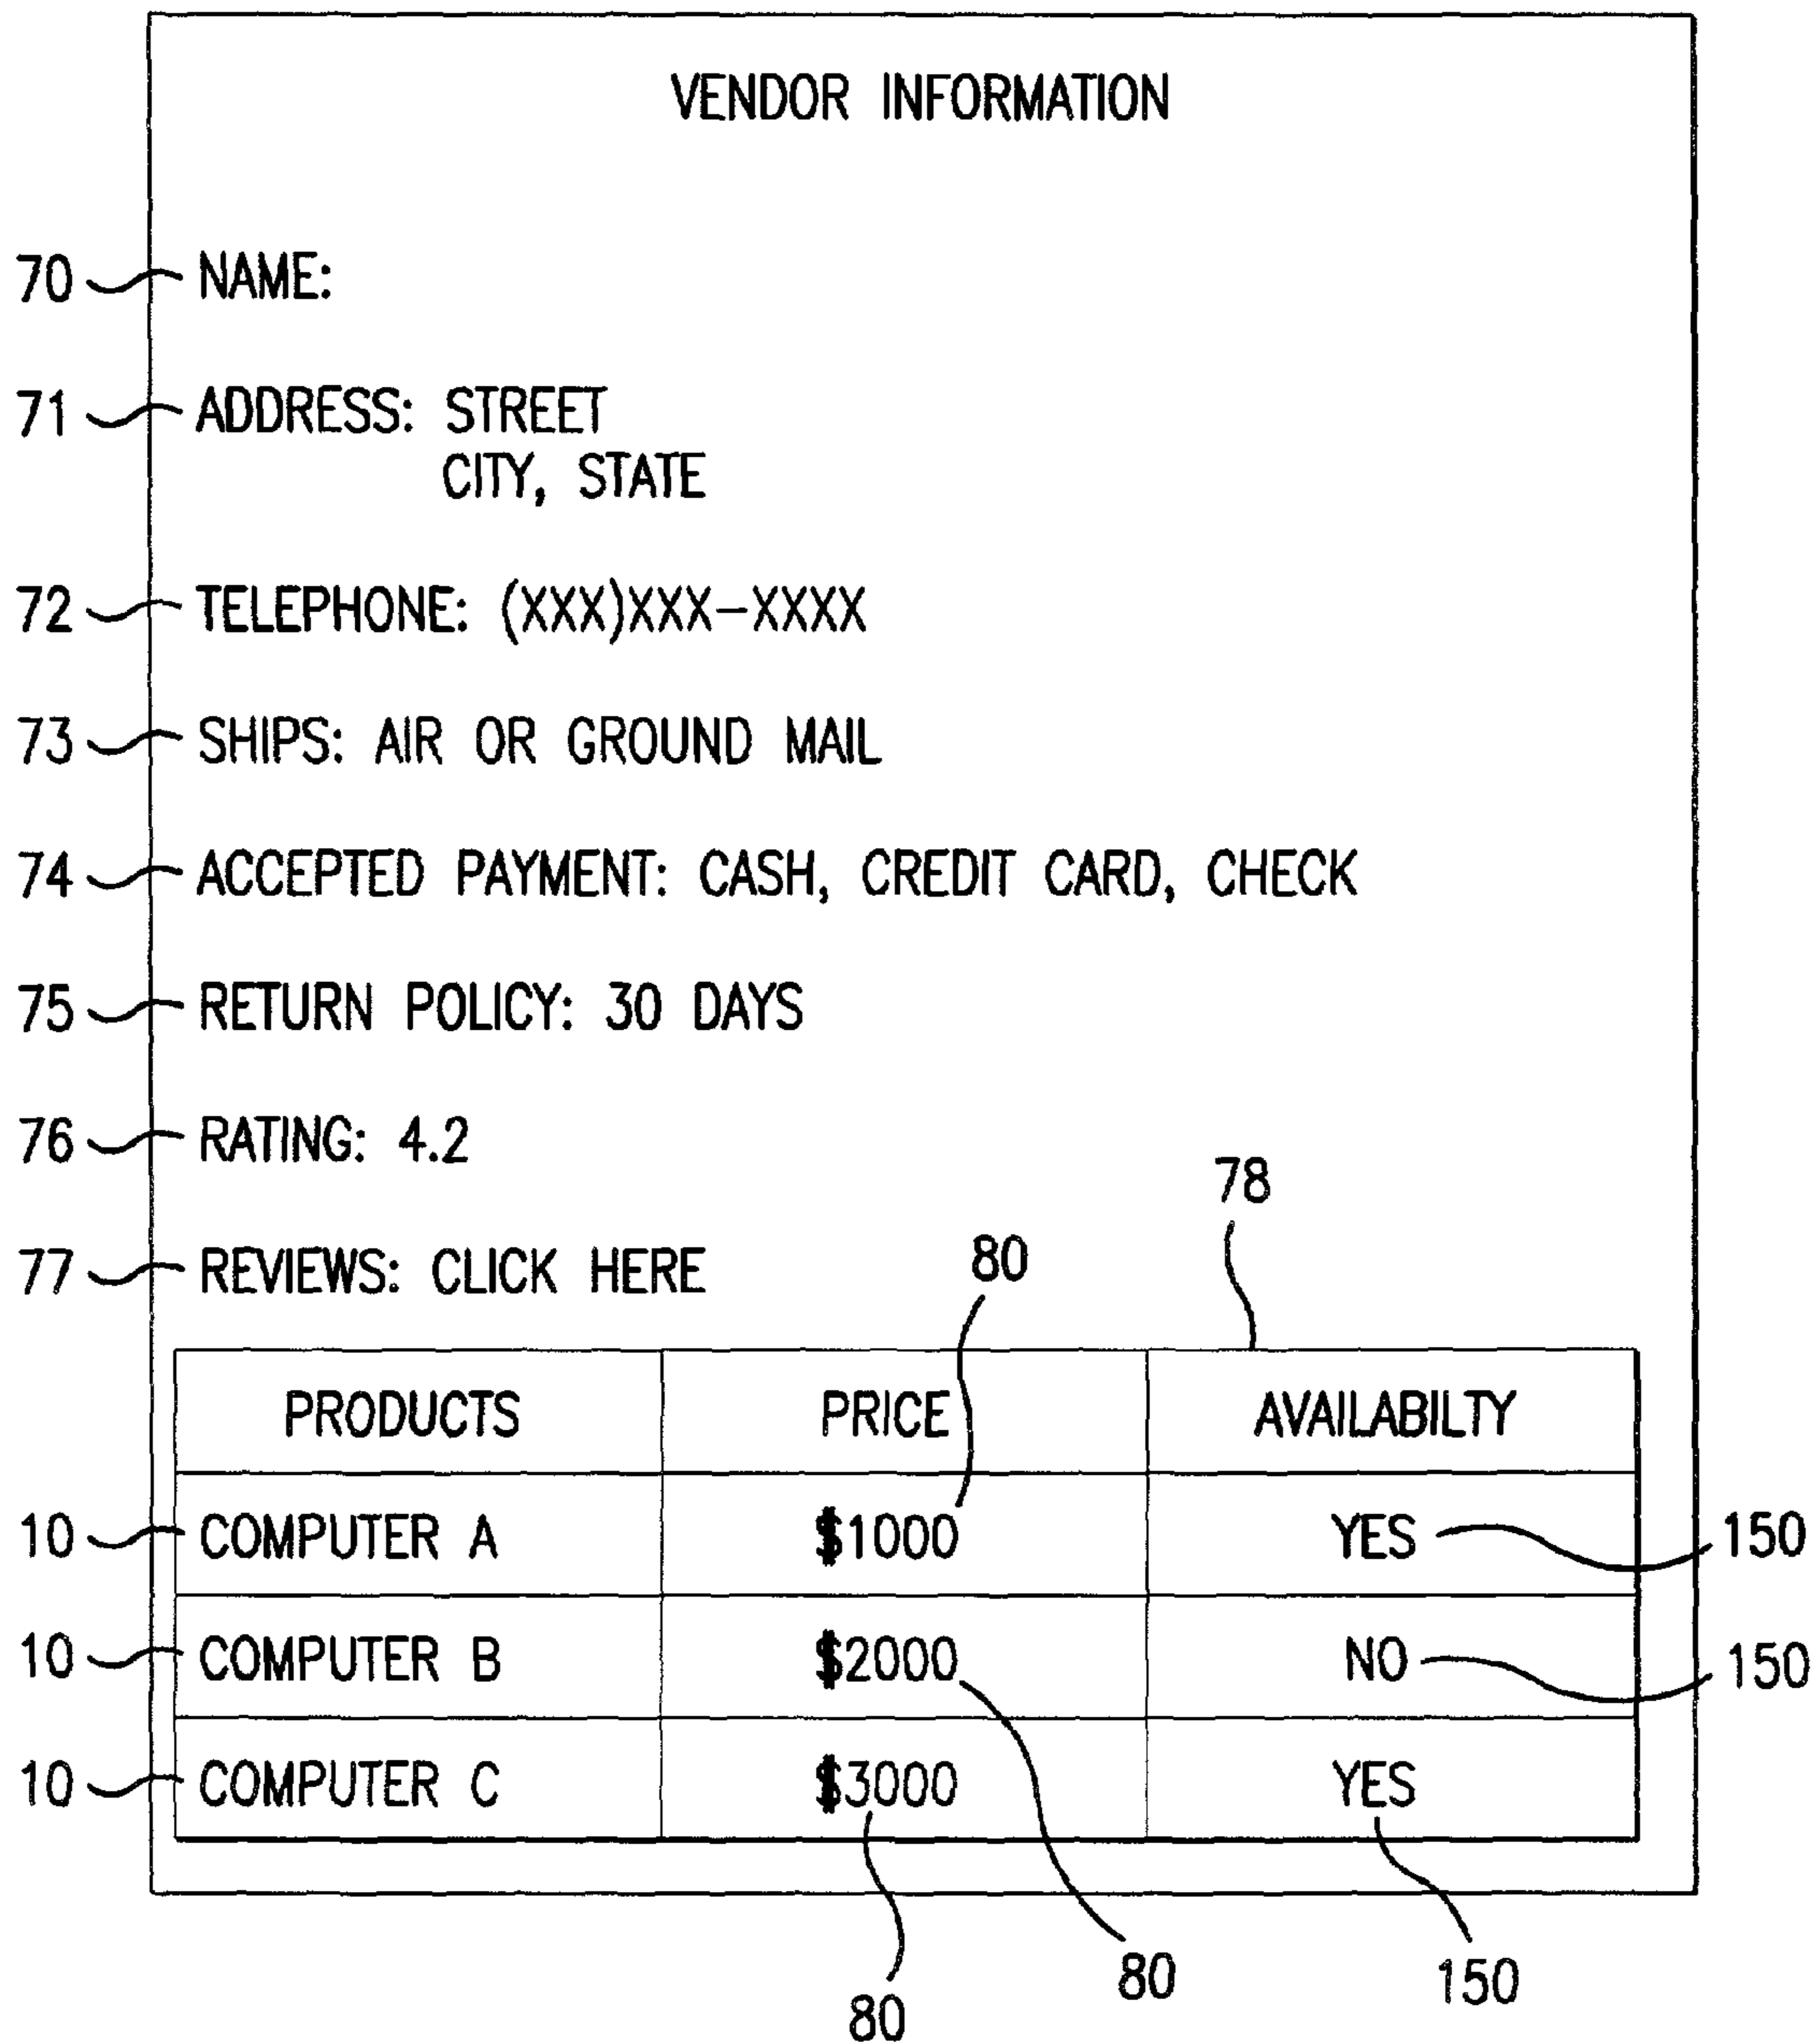 VENDOR INFORMATION
70 NAME:
71 ADDRESS: STREET
CITY, STATE
72 TELEPHONE: (XXX)XXX-XXXX
73 SHIPS: AIR OR GROUND MAIL
74 ACCEPTED PAYMENT: CASH, CREDIT CARD, CHECK
75 RETURN POLICY: 30 DAYS
76 RATING: 4.2
78
77 REVIEWS: CLICK HERE 80
PRODUCTS PRICE AVAILABILTY
10 COMPUTER A $1000 YES 150
10 COMPUTER B $2000 NO 150
10 COMPUTER C $3000 YES
80 80 150